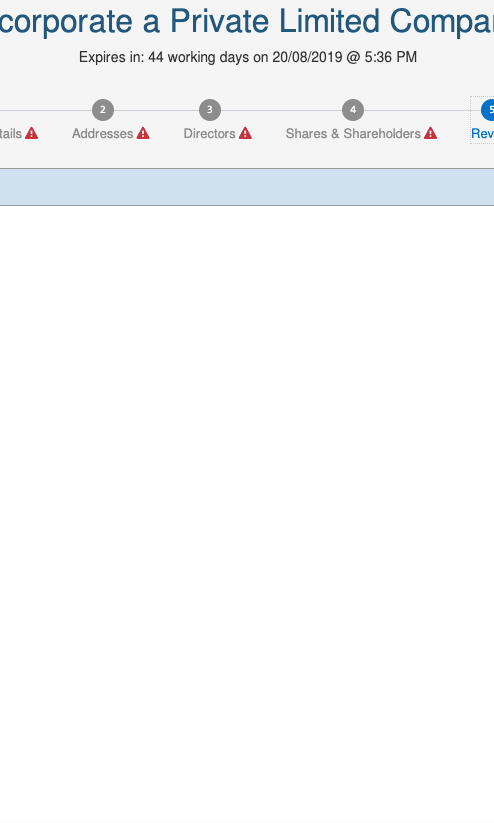 corporate a Private Limited Compa
Expires in: 44 working days on 20/08/2019 @ 5:36 PM
2 3 4 5
tails Addresses Directors Shares & Shareholders Rev